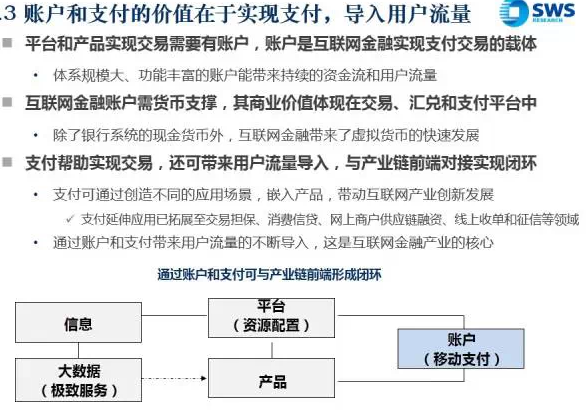 .3 账户和支付的价值在于实现支付，导入用户流量
SWS
RESEARCH
平台和产品实现交易需要有账户，账户是互联网金融实现支付交易的载体
• 体系规模大、功能丰富的账户能带来持续的资金流和用户流量
互联网金融账户需货币支撑，其商业价值体现在交易、汇兑和支付平台中
• 除了银行系统的现金货币外，互联网金融带来了虚拟货币的快速发展
支付帮助实现交易，还可带来用户流量导入，与产业链前端对接实现闭环
• 支付可通过创造不同的应用场景，嵌入产品，带动互联网产业创新发展
✓ 支付延伸应用已拓展至交易担保、消费信贷、网上商户供应链融资、线上收单和征信等领域
• 通过账户和支付带来用户流量的不断导入，这是互联网金融产业的核心
通过账户和支付可与产业链前端形成闭环
信息
平台
（资源配置）
账户
（移动支付）
大数据
（极致服务）
产品